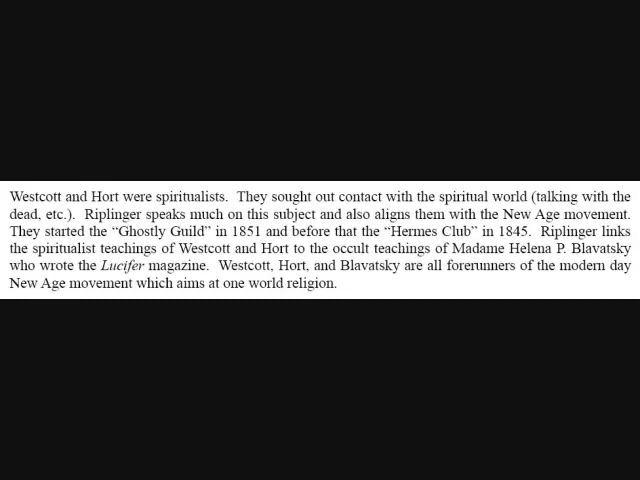 Westcott and Hort were spiritualists. They sought out contact with the spiritual world (talking with the
dead, etc.). Riplinger speaks much on this subject and also aligns them with the New Age movement.
They started the “Ghostly Guild” in 1851 and before that the “Hermes Club” in 1845. Riplinger links
the spiritualist teachings of Westcott and Hort to the occult teachings of Madame Helena P. Blavatsky
who wrote the Lucifer magazine. Westcott, Hort, and Blavatsky are all forerunners of the modern day
New Age movement which aims at one world religion.